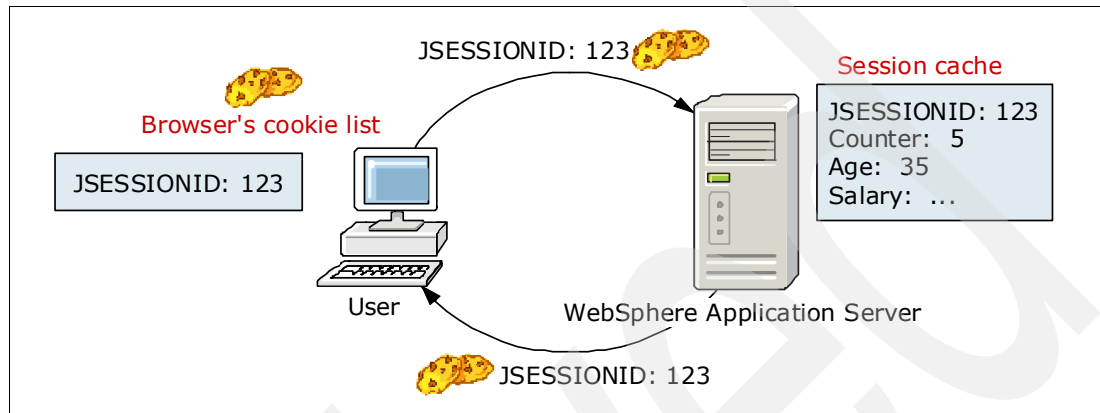 JSESSIONID: 123
Session cache
Browser's cookie list
JSESSIONID: 123
JSESSIONID: 123
Counter: 5
Age: 35
Salary: ...
User
WebSphere Application Server
JSESSIONID: 123